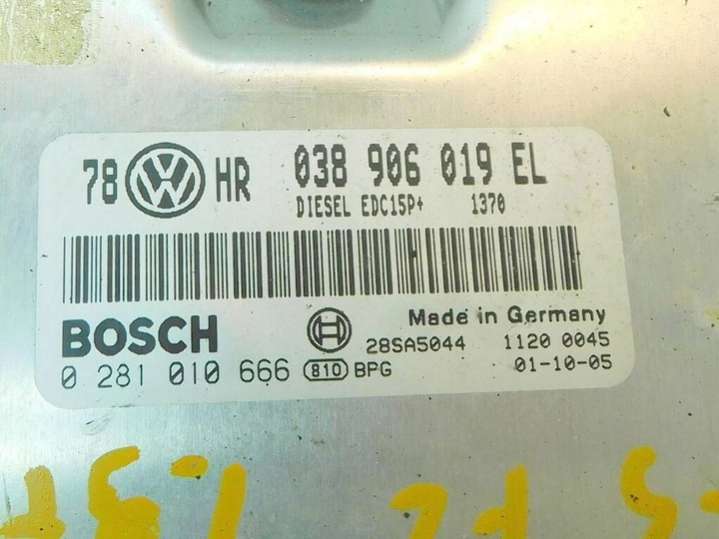 78 VW HR 038 906 019 EL
DIESEL EDC15P+ 1370
BOSCH
Made in Germany
28SA5044 1120 0045
0 281 010 666 810 BPG 01-10-05